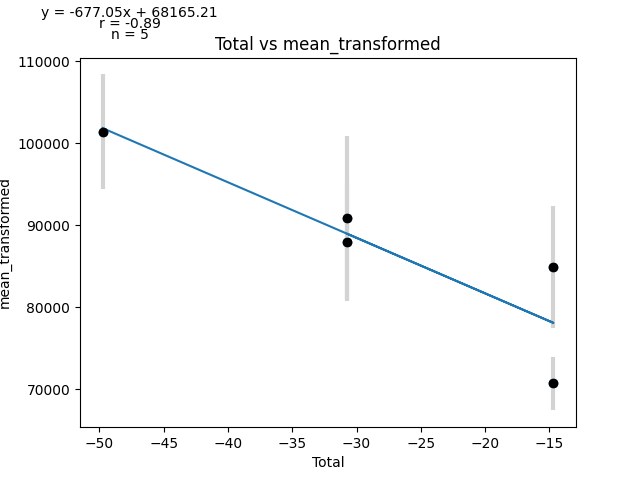 y = -677.05x + 68165.21
r = -0.89
n = 5
Total vs mean_transformed
110000
100000
90000
80000
70000
mean_transformed
−50
−45
−40
−35
−30
−25
−20
−15
Total